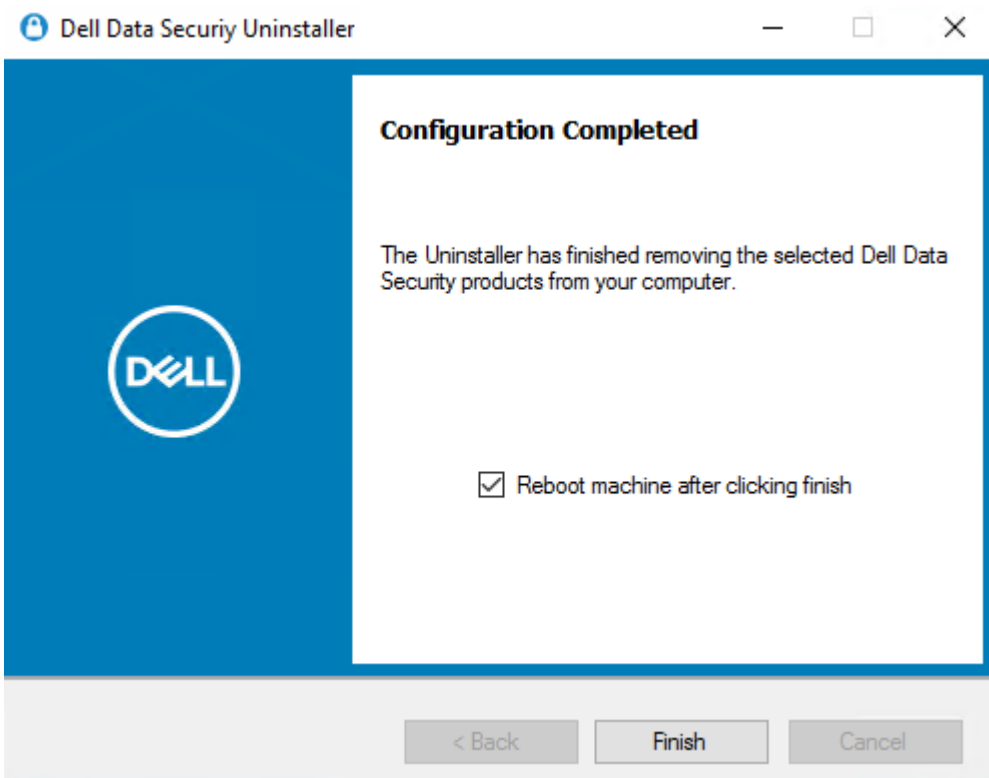 Dell Data Securiy Uninstaller
Configuration Completed
The Uninstaller has finished removing the selected Dell Data
Security products from your computer.
DELL
Reboot machine after clicking finish
< Back
Finish
Cancel